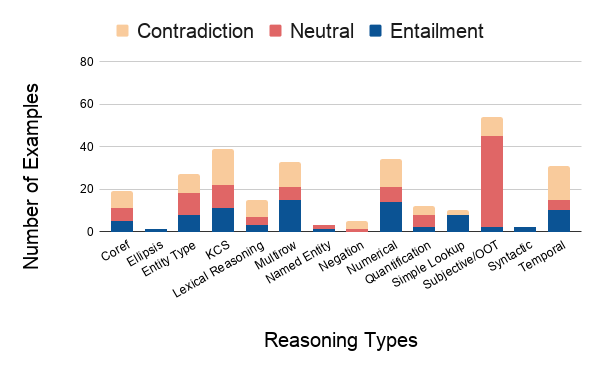 Contradiction Neutral Entailment
80
60
40
20
0
Number of Examples
Coref
Ellipsis
Entity Type
KCS
Lexical Reasoning
Multirow
Named Entity
Negation
Numerical
Quantification
Simple Lookup
Subjective/OOT
Syntactic
Temporal
Reasoning Types